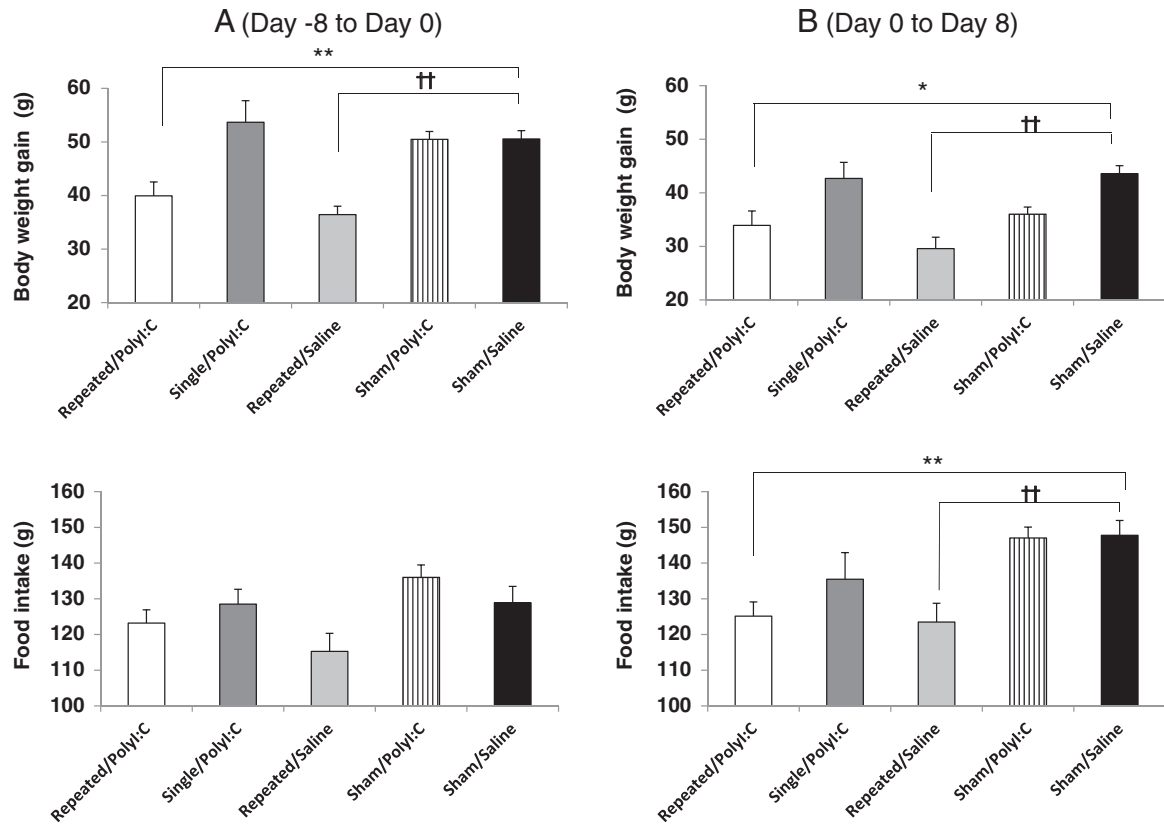 A (Day -8 to Day 0)
**
††
Body weight gain (g)
60
50
40
30
20
Repeated/PolyI:C
Single/PolyI:C
Repeated/Saline
Sham/PolyI:C
Sham/Saline
B (Day 0 to Day 8)
*
††
Body weight gain (g)
60
50
40
30
20
Repeated/PolyI:C
Single/PolyI:C
Repeated/Saline
Sham/PolyI:C
Sham/Saline
Food intake (g)
160
150
140
130
120
110
100
Repeated/PolyI:C
Single/PolyI:C
Repeated/Saline
Sham/PolyI:C
Sham/Saline
**
††
Food intake (g)
160
150
140
130
120
110
100
Repeated/PolyI:C
Single/PolyI:C
Repeated/Saline
Sham/PolyI:C
Sham/Saline